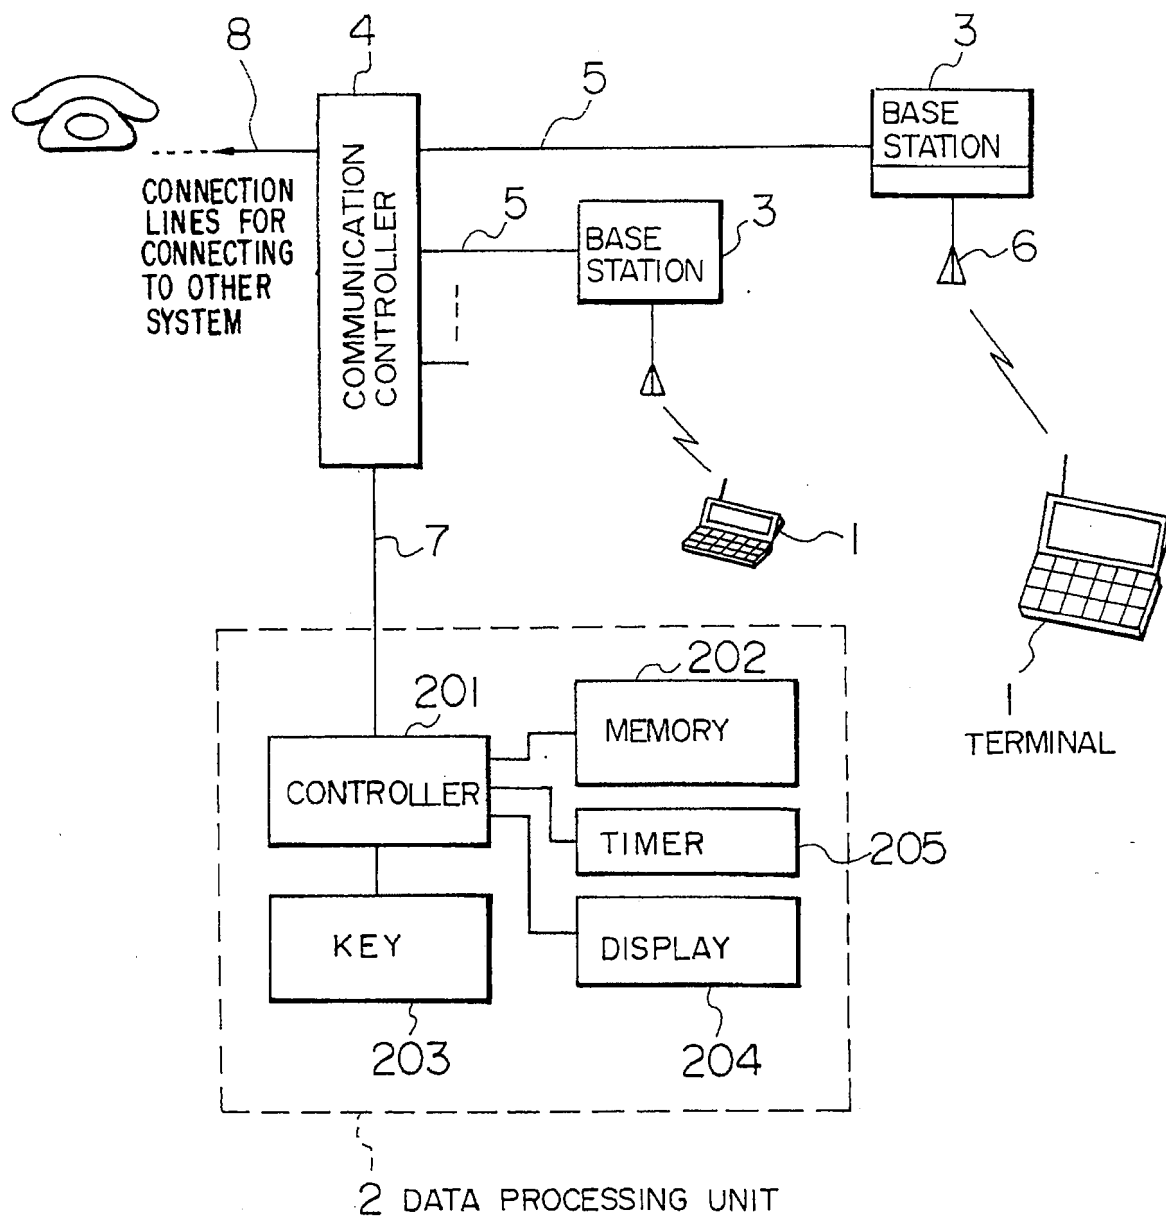 8
4
3
5
BASE
STATION
CONNECTION
LINES FOR
CONNECTING
TO OTHER
SYSTEM
COMMUNICATION
CONTROLLER
5
3
BASE
STATION
6
7
1
1
TERMINAL
201
202
MEMORY
CONTROLLER
TIMER
205
KEY
DISPLAY
203
204
2 DATA PROCESSING UNIT